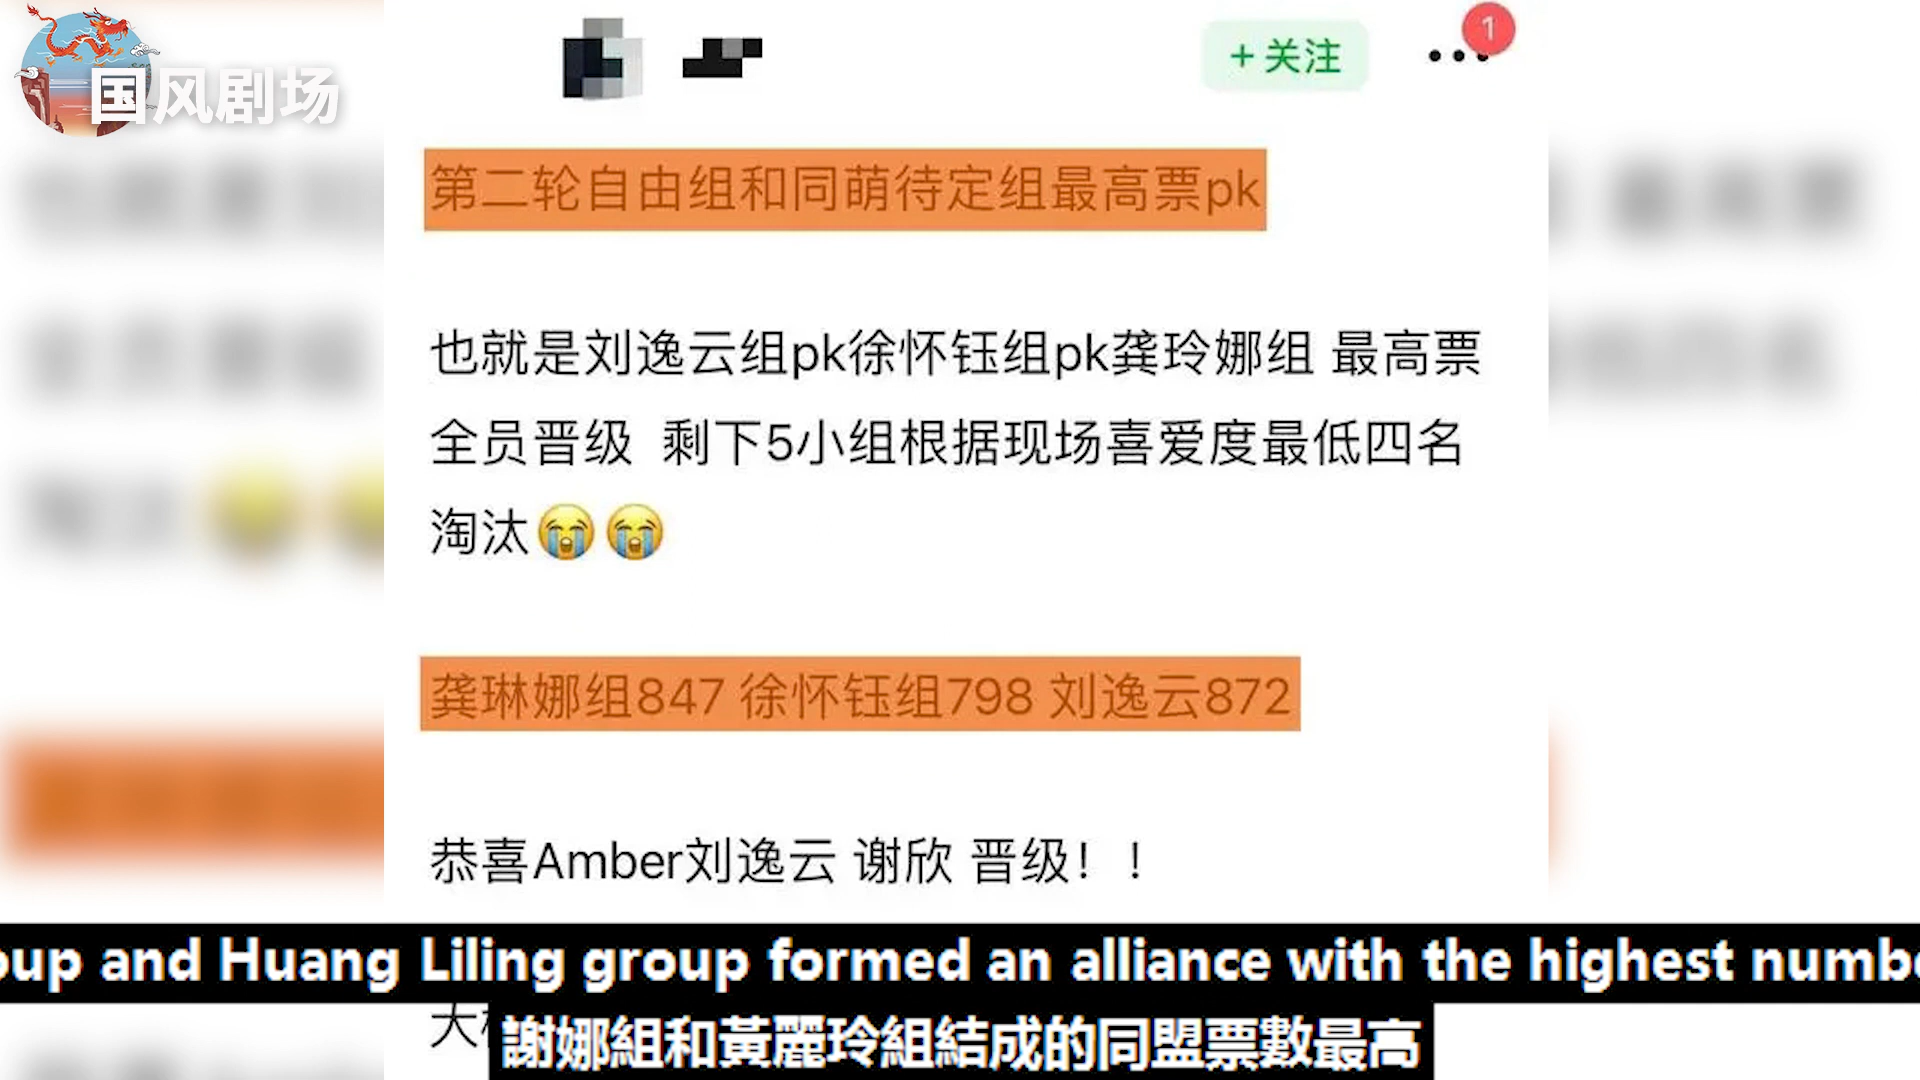 国风剧场
+关注
1
第二轮自由组和同萌待定组最高票pk
也就是刘逸云组pk徐怀钰组pk龚玲娜组 最高票
全员晋级 剩下5小组根据现场喜爱度最低四名
淘汰😭😭
龚琳娜组847 徐怀钰组798 刘逸云872
恭喜Amber刘逸云 谢欣 晋级！！
oup and Huang Liling group formed an alliance with the highest numbe
大
謝娜組和黃麗玲組結成的同盟票數最高